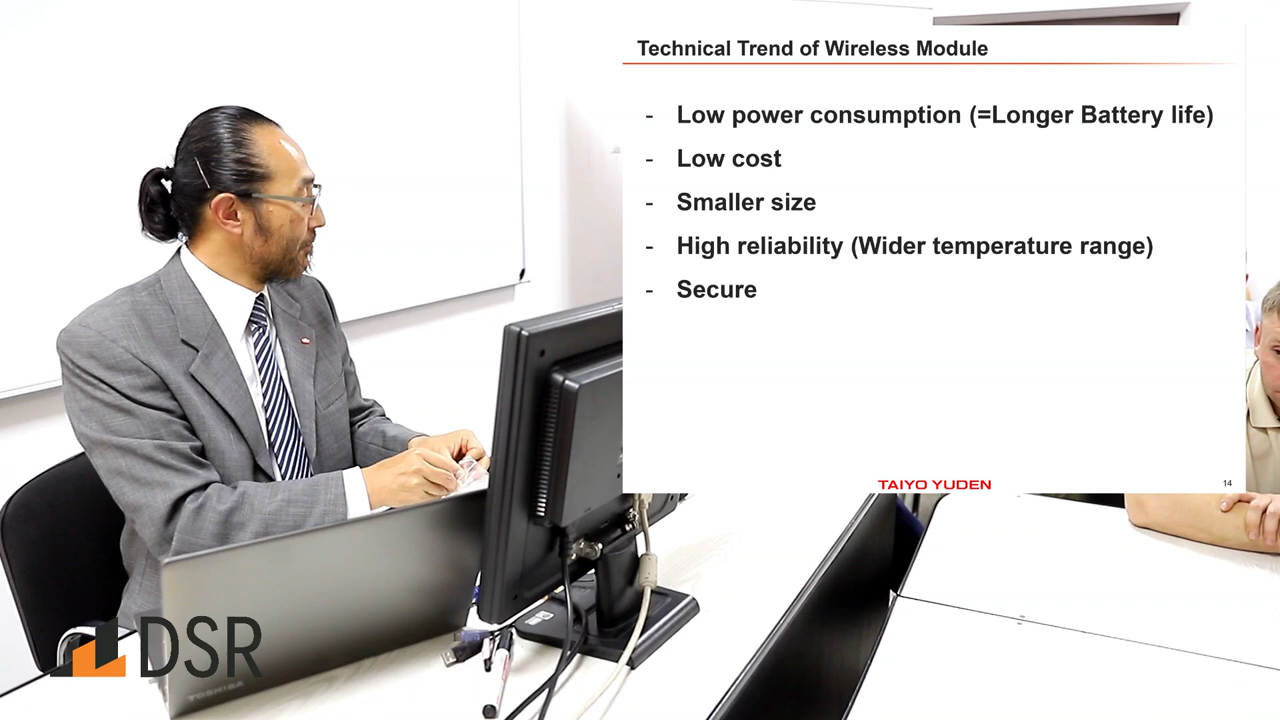 Technical Trend of Wireless Module
- Low power consumption (=Longer Battery life)
- Low cost
- Smaller size
- High reliability (Wider temperature range)
- Secure
TAIYO YUDEN
14
DSR
TOSHIBA